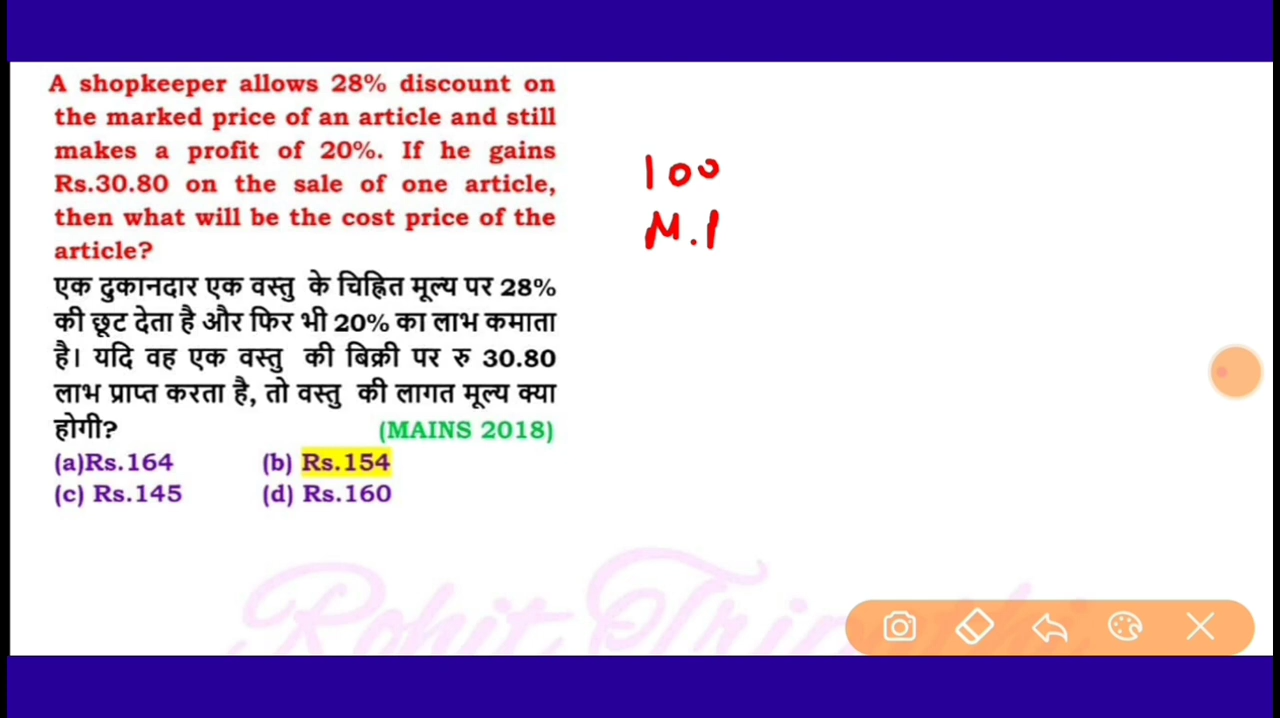 A shopkeeper allows 28% discount on
the marked price of an article and still
makes a profit of 20%. If he gains
Rs.30.80 on the sale of one article,
then what will be the cost price of the
article?
एक दुकानदार एक वस्तु के चिह्नित मूल्य पर 28%
की छूट देता है और फिर भी 20% का लाभ कमाता
है। यदि वह एक वस्तु की बिक्री पर रु 30.80
लाभ प्राप्त करता है, तो वस्तु की लागत मूल्य क्या
होगी? (MAINS 2018)
(a)Rs.164 (b) Rs.154
(c) Rs.145 (d) Rs.160
100
M.P
Rohit